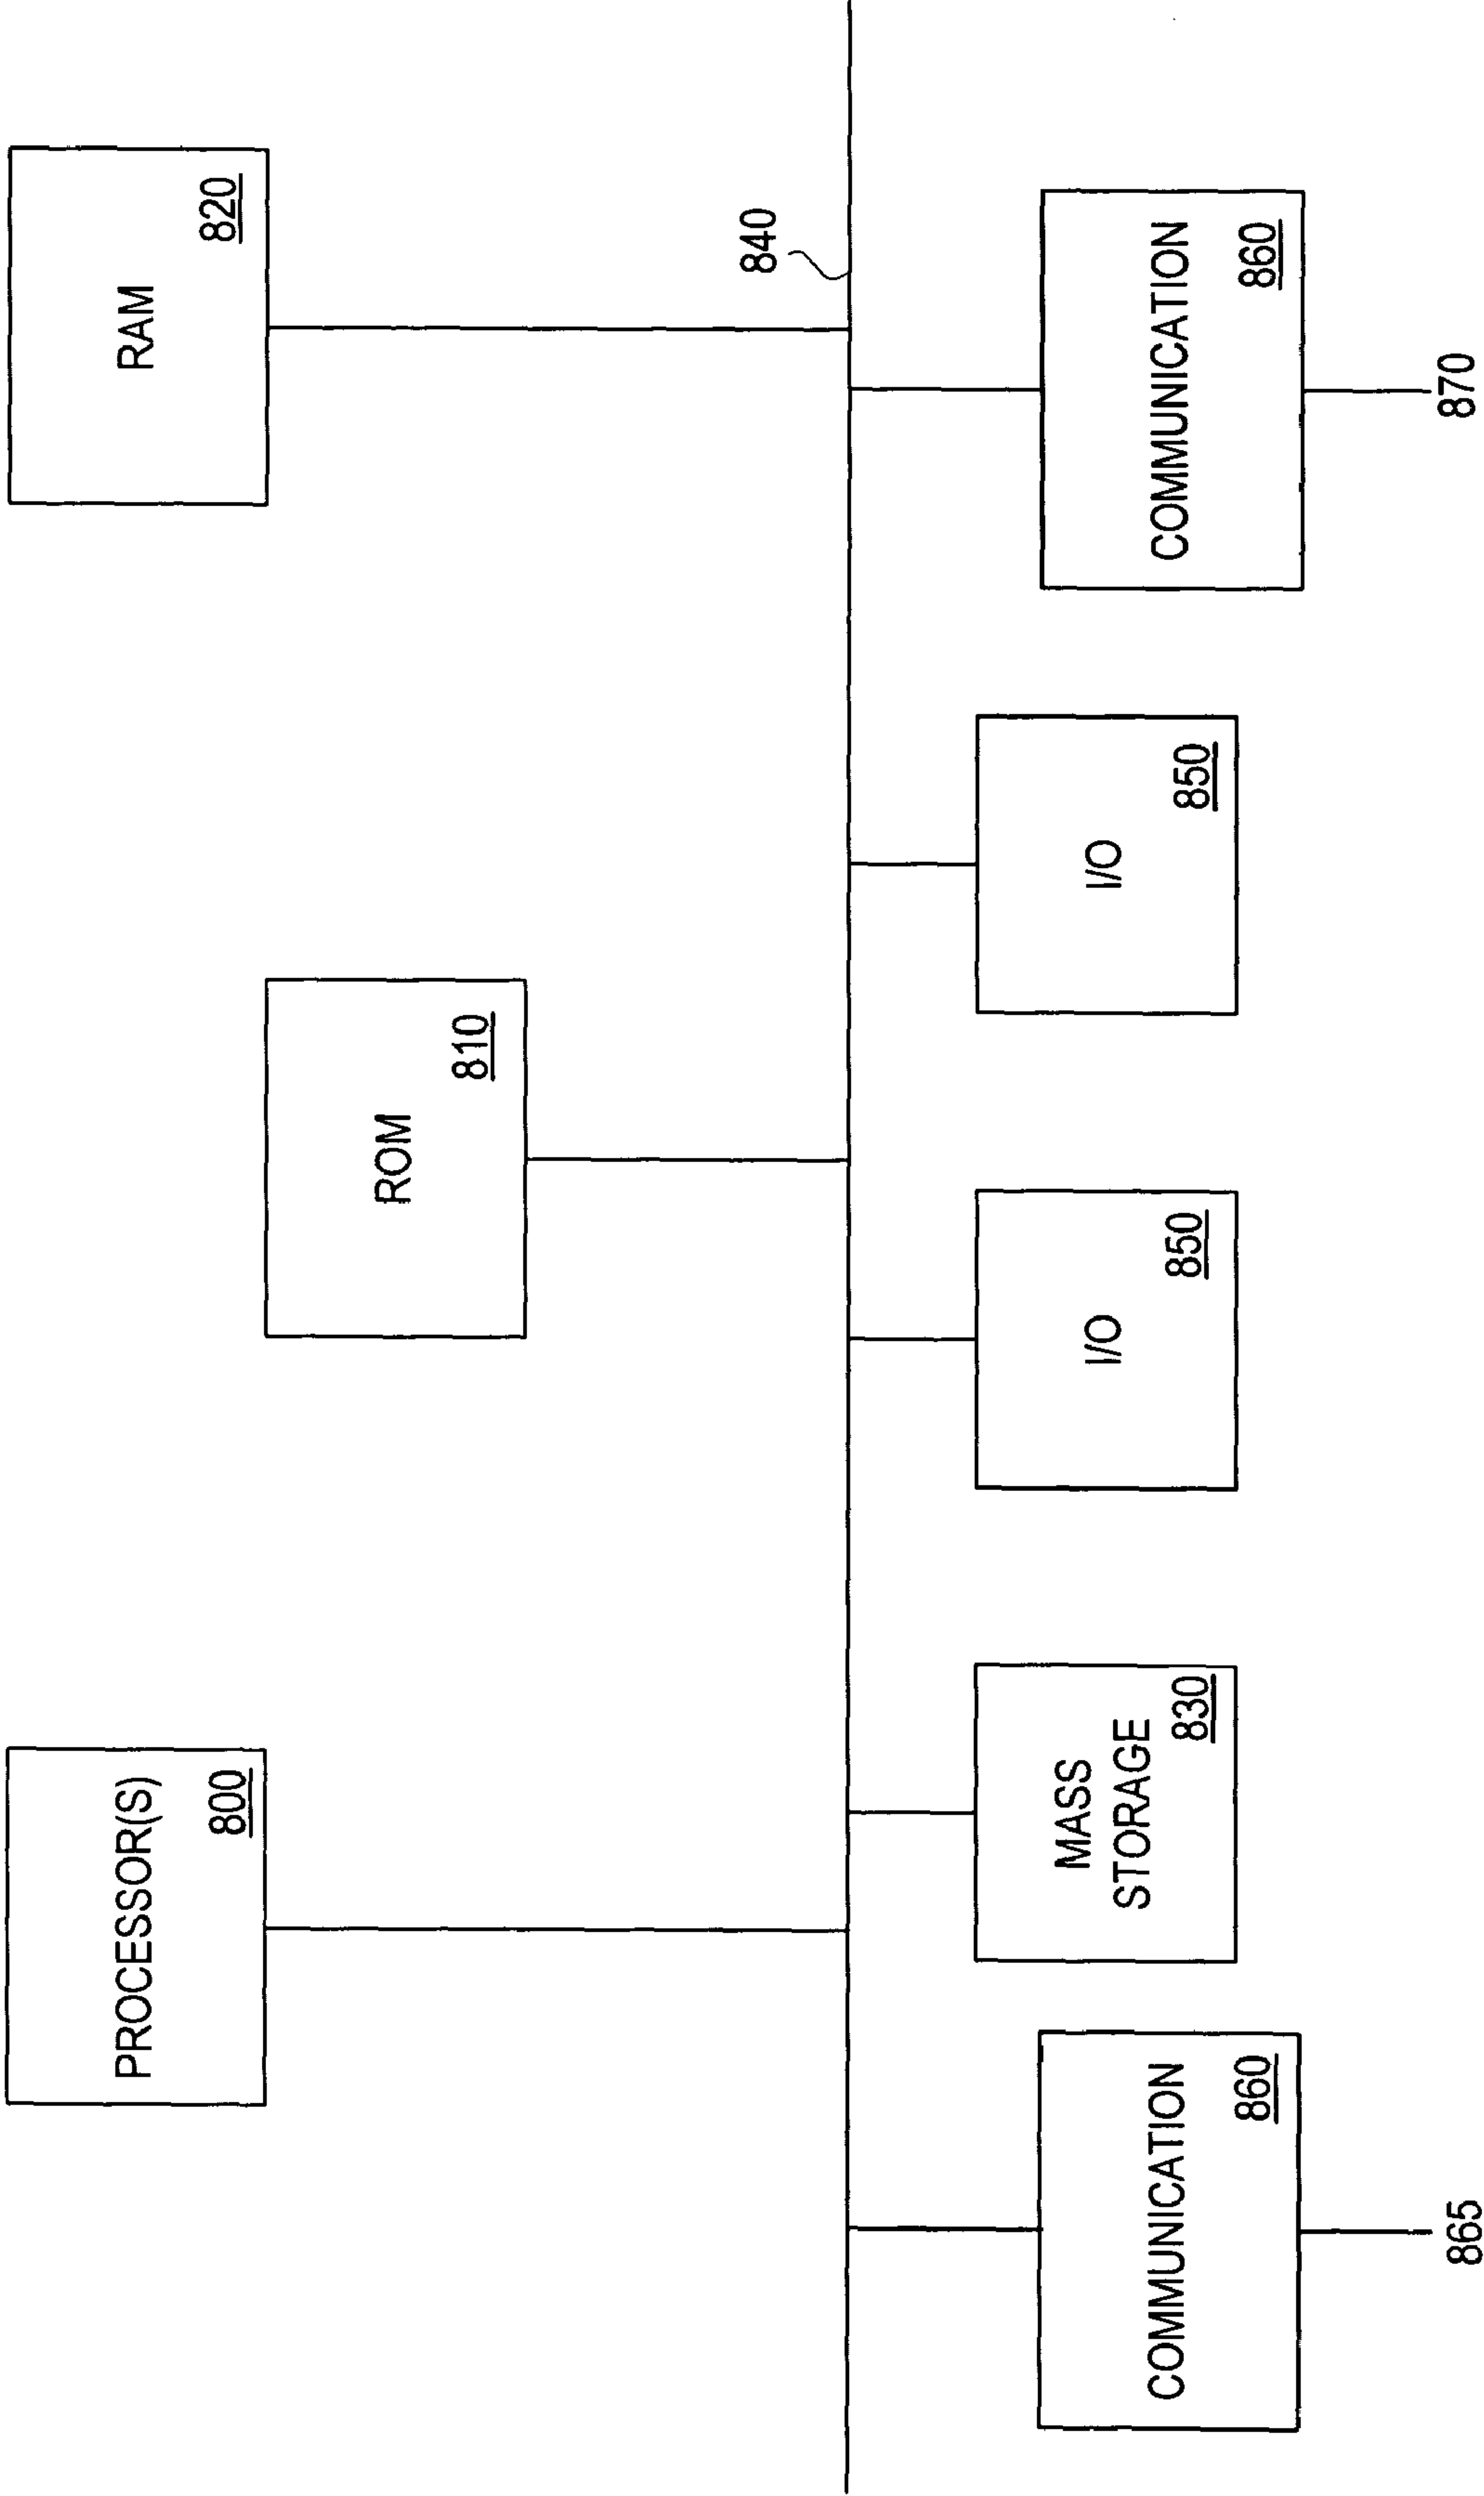 PROCESSOR(S)
800
ROM
810
RAM
820
840
COMMUNICATION
860
MASS
STORAGE
830
I/O
850
I/O
850
COMMUNICATION
860
865
870